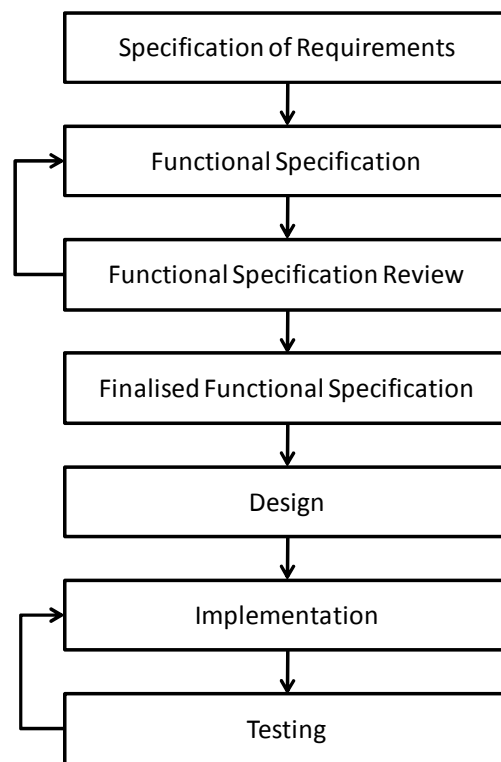 Specification of Requirements
Functional Specification
Functional Specification Review
Finalised Functional Specification
Design
Implementation
Testing